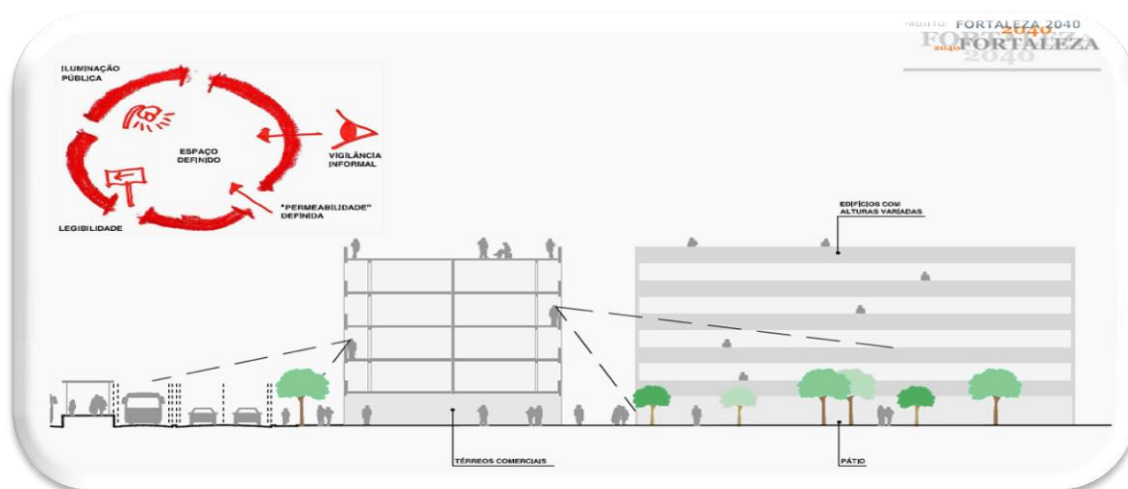 FORTALEZA 2040
2040
FORTALEZA
2040
ILUMINAÇÃO
PÚBLICA
ESPAÇO
DEFINIDO
VIGILÂNCIA
INFORMAL
"PERMEABILIDADE"
DEFINIDA
LEGIBILIDADE
EDIFÍCIOS COM
ALTURAS VARIADAS
TÉRREOS COMERCIAIS
PÁTIO